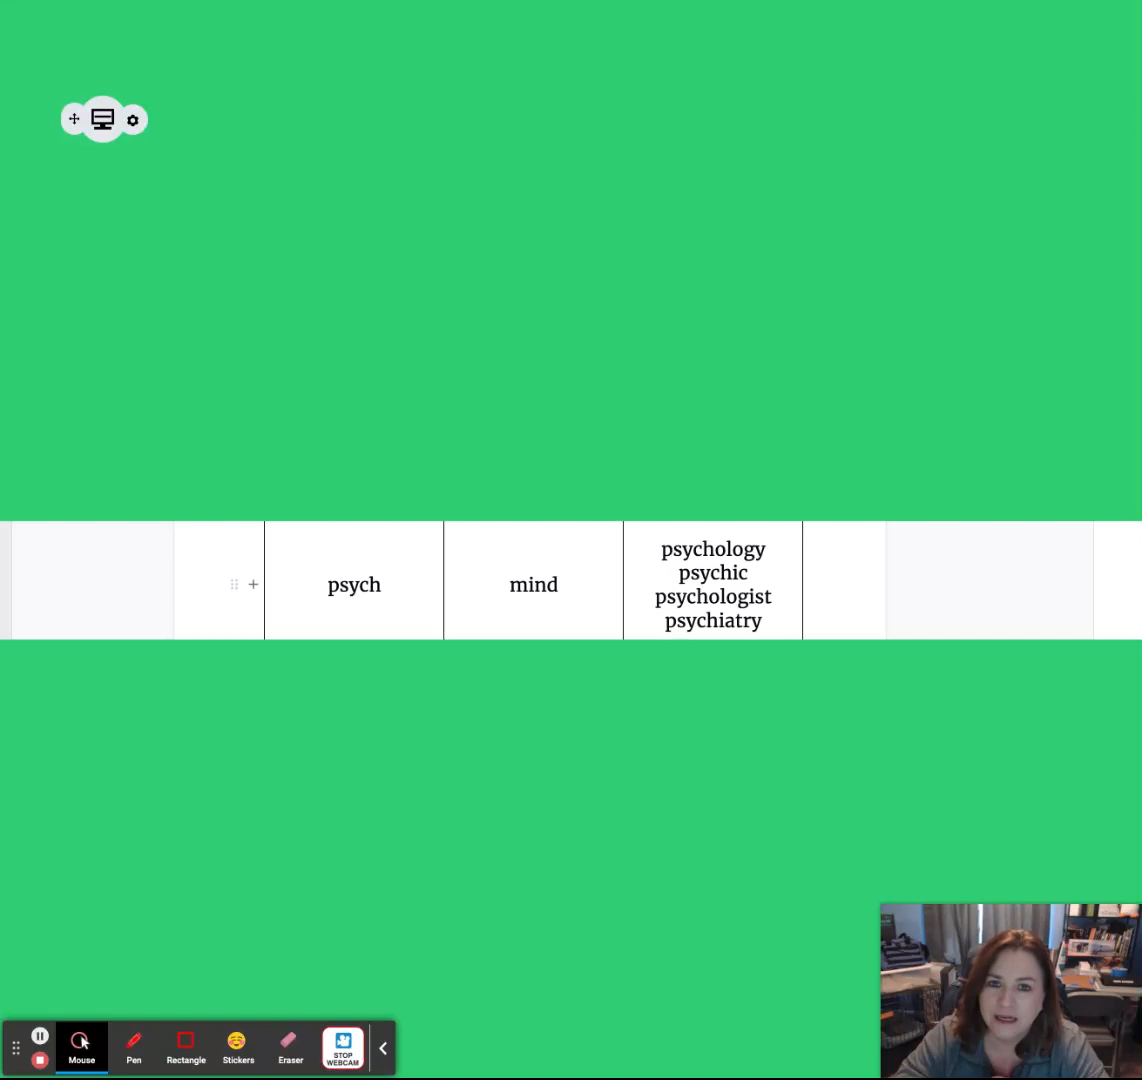 psych
mind
psychology
psychic
psychologist
psychiatry
Mouse
Pen
Rectangle
Stickers
Eraser
STOP
WEBCAM